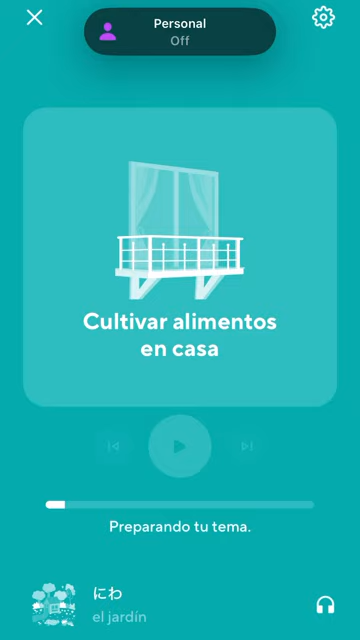 Personal
Off
Cultivar alimentos
en casa
Preparando tu tema.
にわ
el jardín